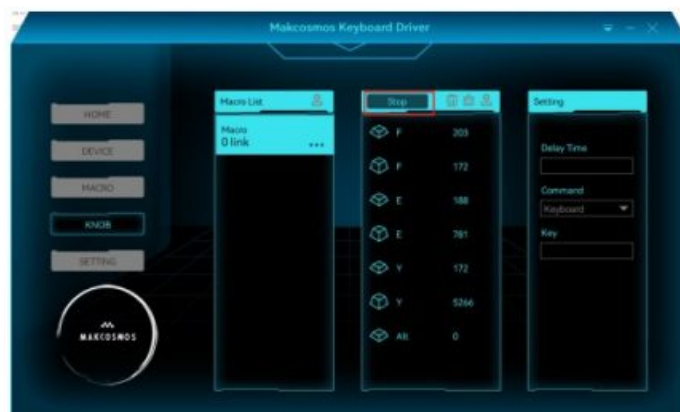 Makcosmos Keyboard Driver
HOME
DEVICE
MACRO
KNOB
SETTING
MAKCOSMOS
Macro List
Macro
0 link
Stop
F 203
F 172
E 188
E 781
Y 172
Y 5266
Alt 0
Setting
Delay Time
Command
Keyboard
Key